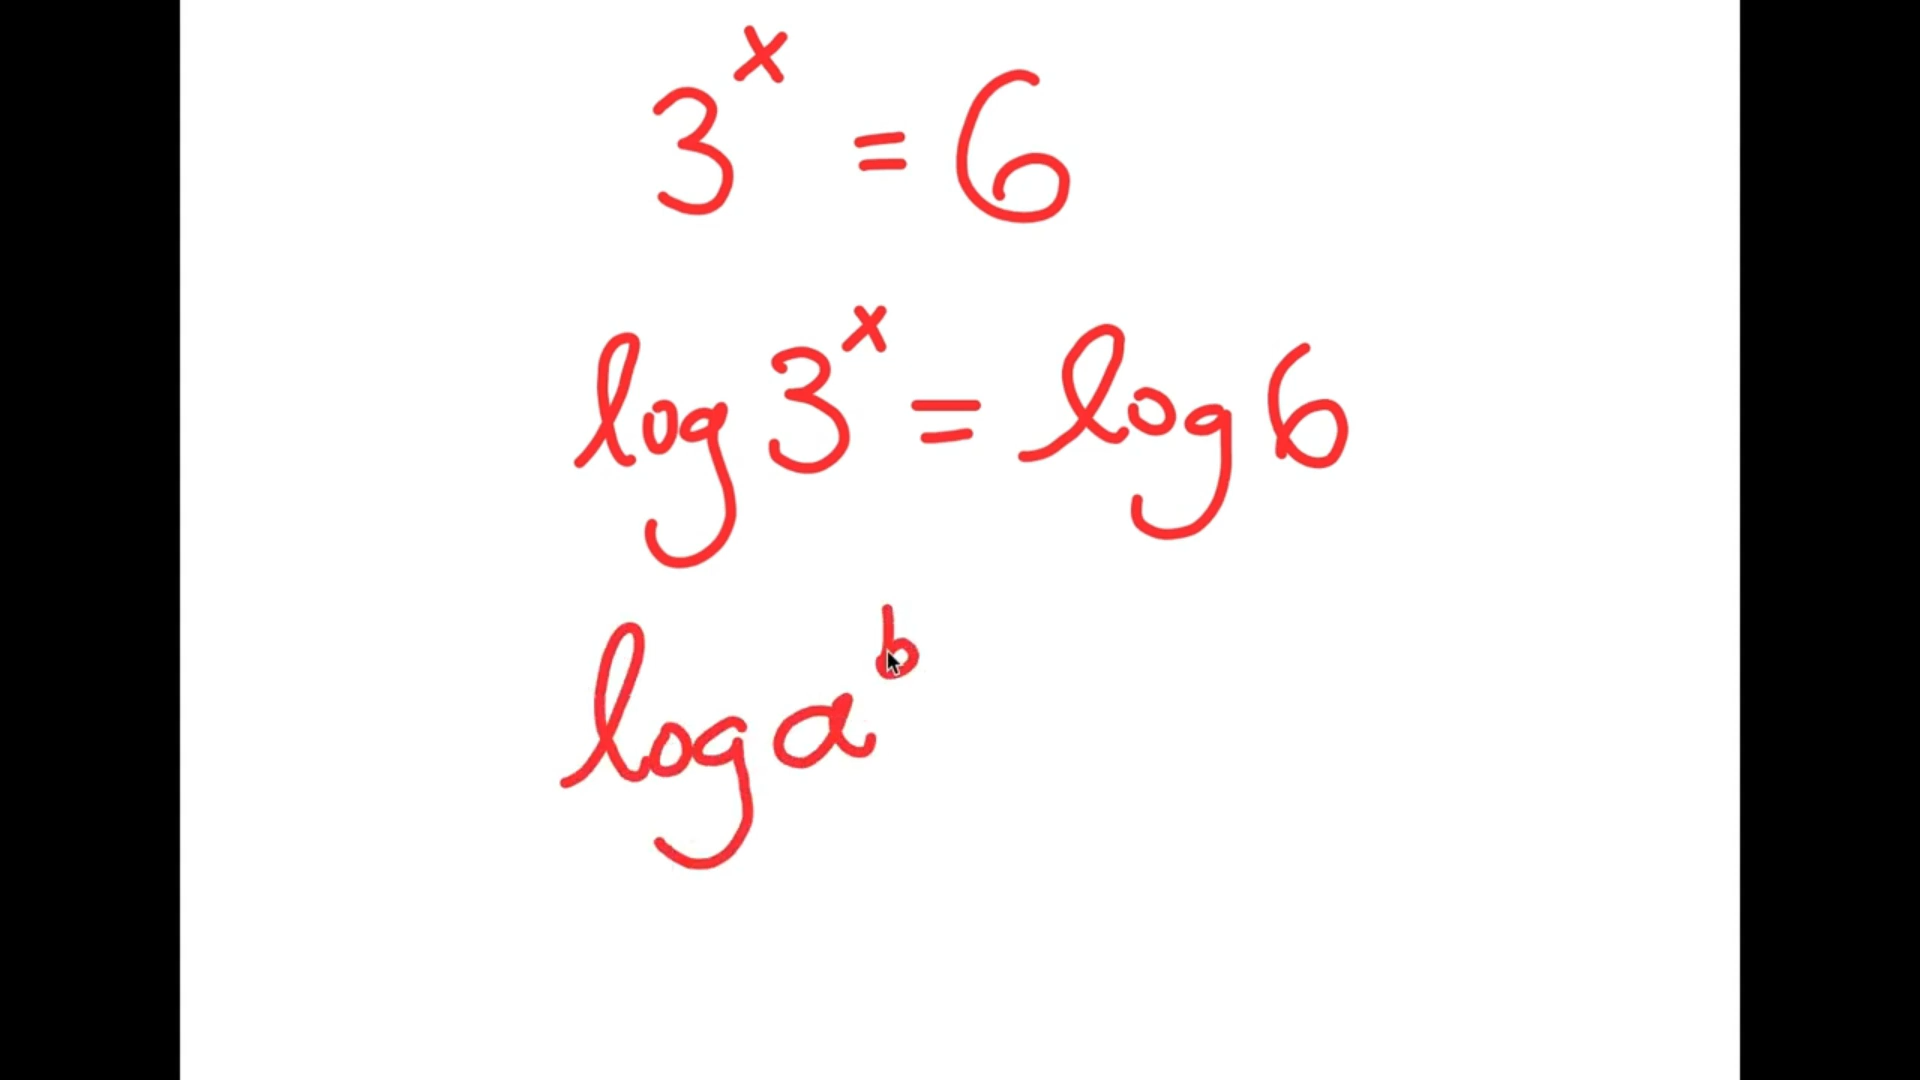 3^x = 6
log 3^x = log 6
log a^b